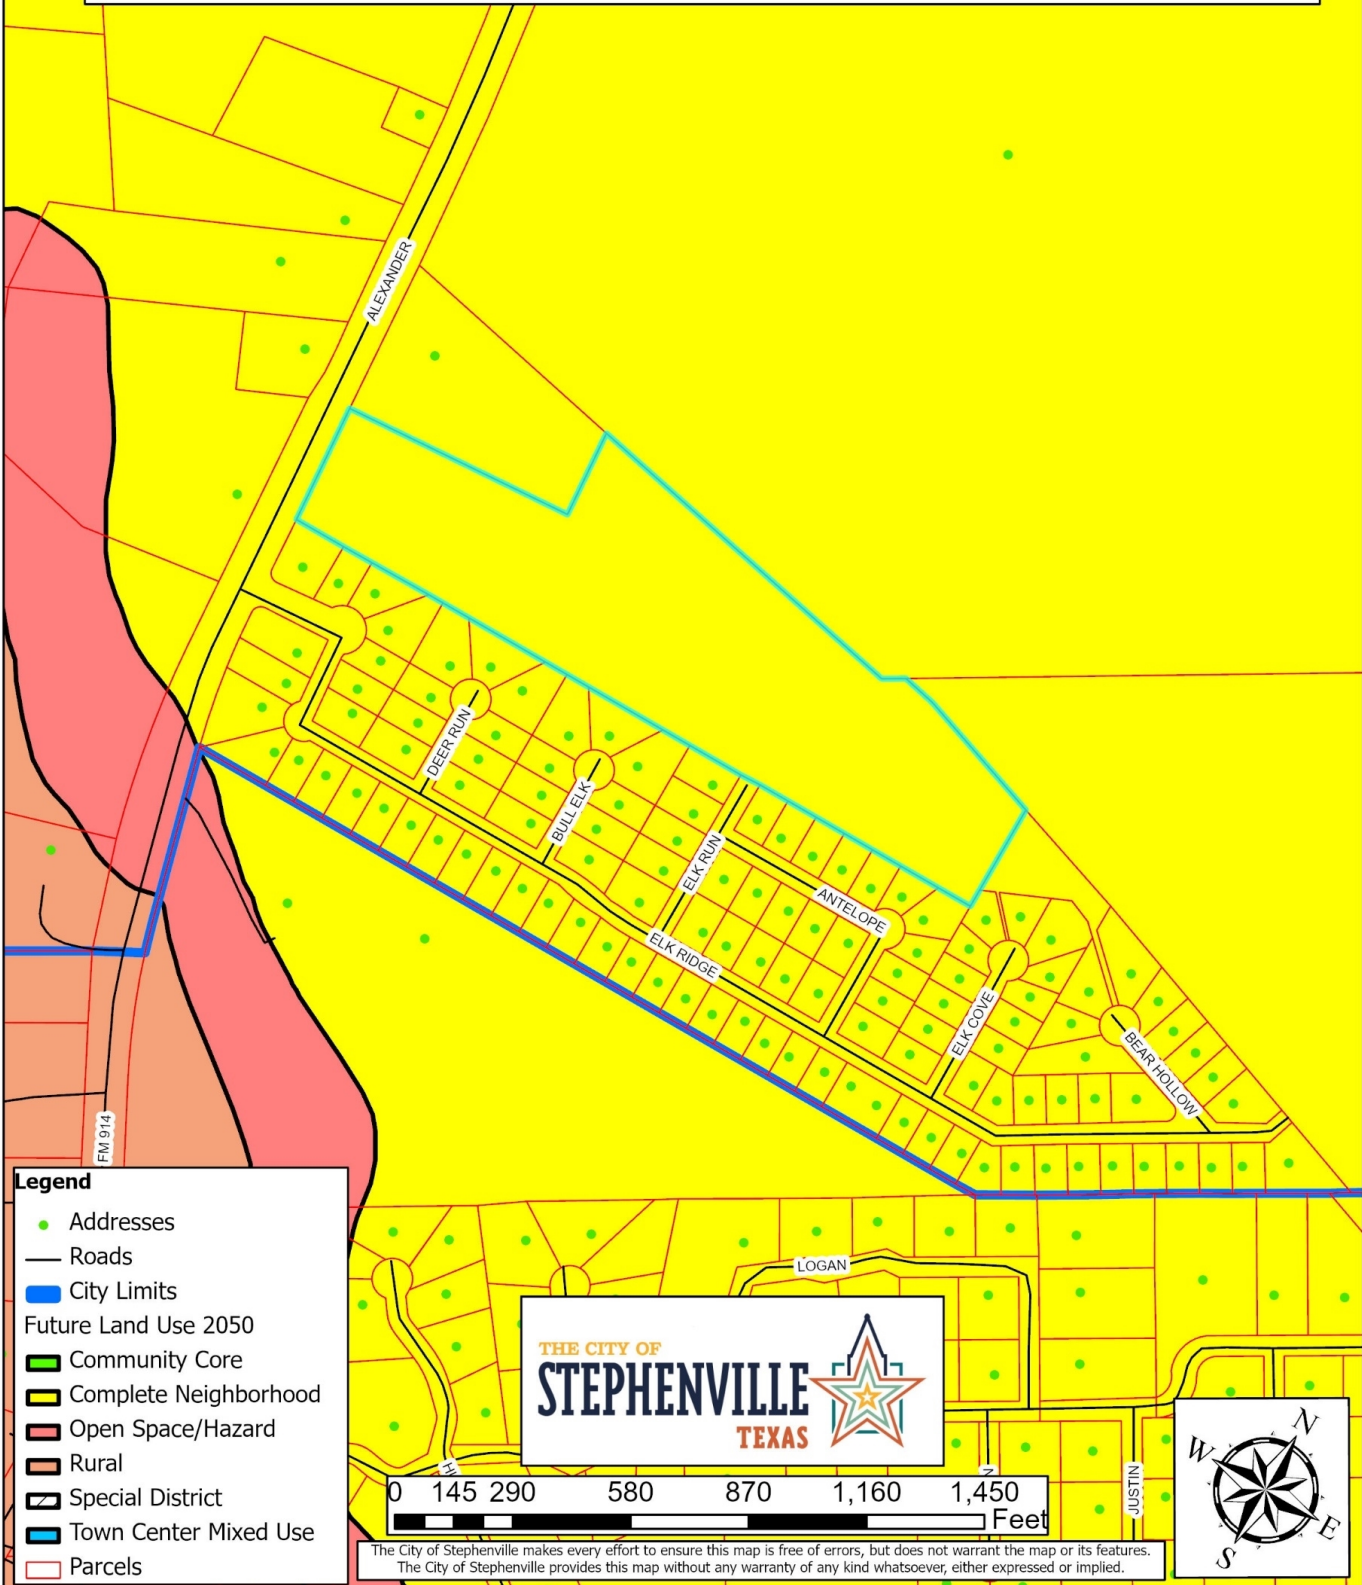 ALEXANDER
DEER RUN
BULL ELK
ELK RUN
ANTELOPE
ELK RIDGE
ELK COVE
BEAR HOLLOW
FM 914
LOGAN
JUSTIN
N
Legend
Addresses
Roads
City Limits
Future Land Use 2050
Community Core
Complete Neighborhood
Open Space/Hazard
Rural
Special District
Town Center Mixed Use
Parcels
THE CITY OF
STEPHENVILLE
TEXAS
0 145 290 580 870 1,160 1,450
Feet
The City of Stephenville makes every effort to ensure this map is free of errors, but does not warrant the map or its features.
The City of Stephenville provides this map without any warranty of any kind whatsoever, either expressed or implied.
N
W
E
S